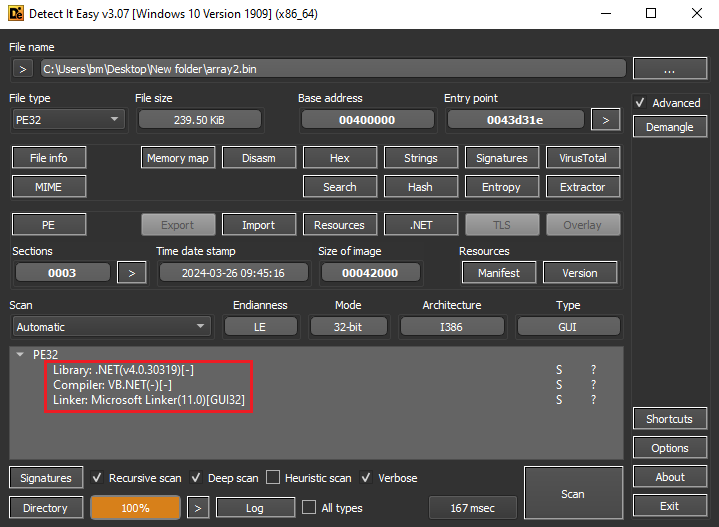 Detect It Easy v3.07 [Windows 10 Version 1909] (x86_64)
File name
> C:\Users\bm\Desktop\New folder\array2.bin ...
File type File size Base address Entry point Advanced
PE32 239.50 KiB 00400000 0043d31e > Demangle
File info Memory map Disasm Hex Strings Signatures VirusTotal
MIME Search Hash Entropy Extractor
PE Export Import Resources .NET TLS Overlay
Sections Time date stamp Size of image Resources
0003 > 2024-03-26 09:45:16 00042000 Manifest Version
Scan Endianness Mode Architecture Type
Automatic LE 32-bit I386 GUI
PE32
Library: .NET(v4.0.30319)[-] S ?
Compiler: VB.NET(-)[-] S ?
Linker: Microsoft Linker(11.0)[GUI32] S ?
Shortcuts
Options
Signatures Recursive scan Deep scan Heuristic scan Verbose Scan About
Directory 100% > Log All types 167 msec Exit